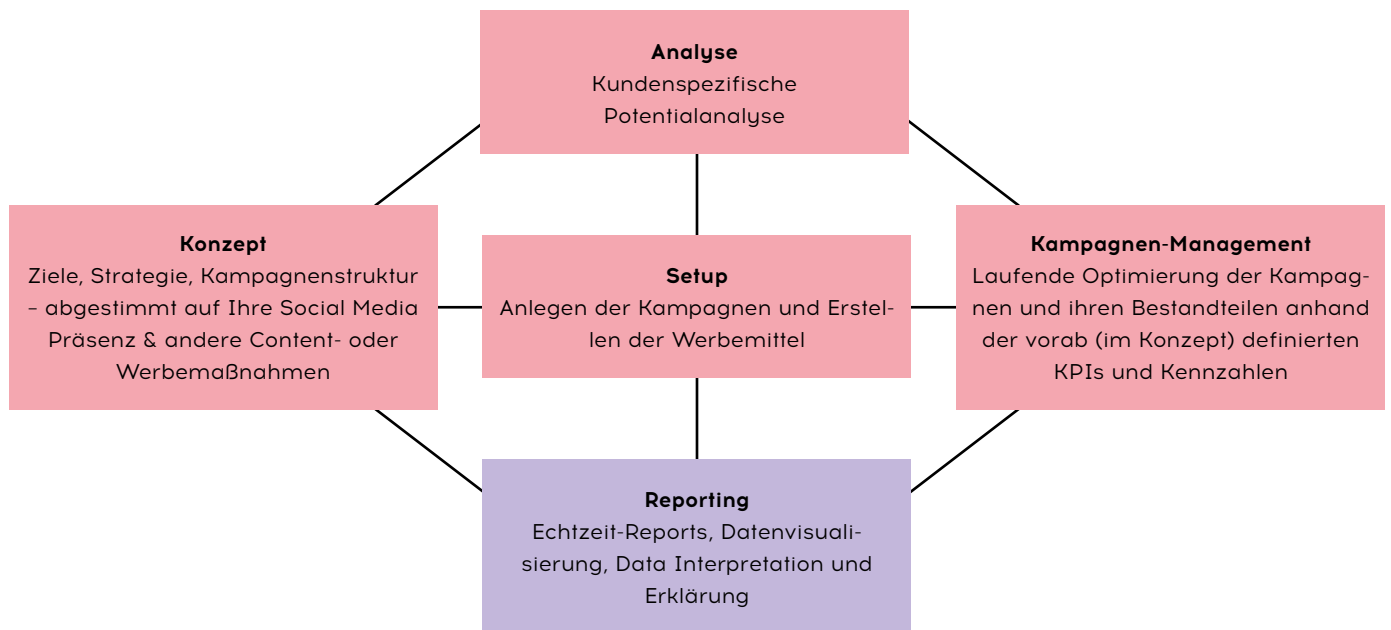 Analyse
Kundenspezifische
Potentialanalyse
Konzept
Ziele, Strategie, Kampagnenstruktur
– abgestimmt auf Ihre Social Media
Präsenz & andere Content- oder
Werbemaßnahmen
Setup
Anlegen der Kampagnen und Erstel-
len der Werbemittel
Kampagnen-Management
Laufende Optimierung der Kampag-
nen und ihren Bestandteilen anhand
der vorab (im Konzept) definierten
KPIs und Kennzahlen
Reporting
Echtzeit-Reports, Datenvisuali-
sierung, Data Interpretation und
Erklärung